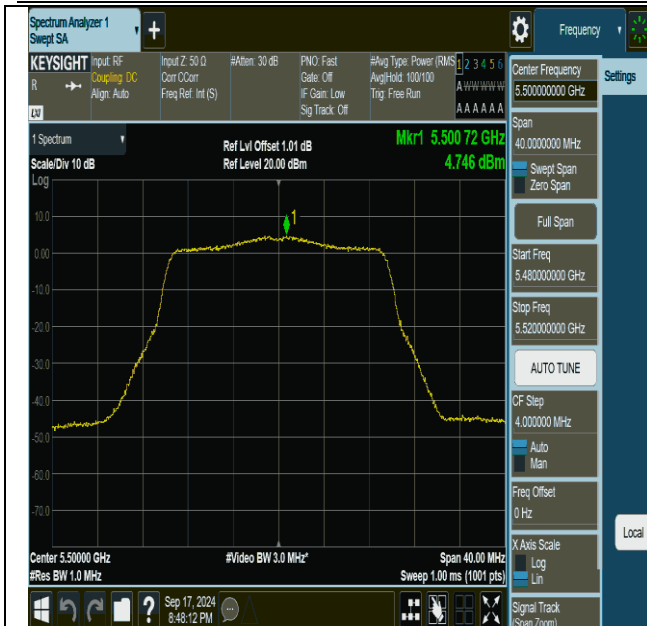 Spectrum Analyzer 1
Swept SA
Frequency
KEYSIGHT
R
LXI
Input: RF
Coupling: DC
Align: Auto
Input Z: 50 Ω
Corr CCorr
Freq Ref: Int (S)
#Atten: 30 dB
PNO: Fast
Gate: Off
IF Gain: Low
Sig Track: Off
#Avg Type: Power (RMS
Avg|Hold: 100/100
Trig: Free Run
1 2 3 4 5 6
A W W W W W
A A A A A A
Center Frequency
5.500000000 GHz
Settings
Span
40.0000000 MHz
Swept Span
Zero Span
Full Span
Start Freq
5.480000000 GHz
Stop Freq
5.520000000 GHz
AUTO TUNE
CF Step
4.000000 MHz
Auto
Man
Freq Offset
0 Hz
X Axis Scale
Log
Lin
Local
Signal Track
(Span Zoom)
1 Spectrum
Scale/Div 10 dB
Log
Ref Lvl Offset 1.01 dB
Ref Level 20.00 dBm
Mkr1 5.500 72 GHz
4.746 dBm
1
10.0
0.00
-10.0
-20.0
-30.0
-40.0
-50.0
-60.0
-70.0
Center 5.50000 GHz
#Res BW 1.0 MHz
#Video BW 3.0 MHz*
Span 40.00 MHz
Sweep 1.00 ms (1001 pts)
?
Sep 17, 2024
8:48:12 PM